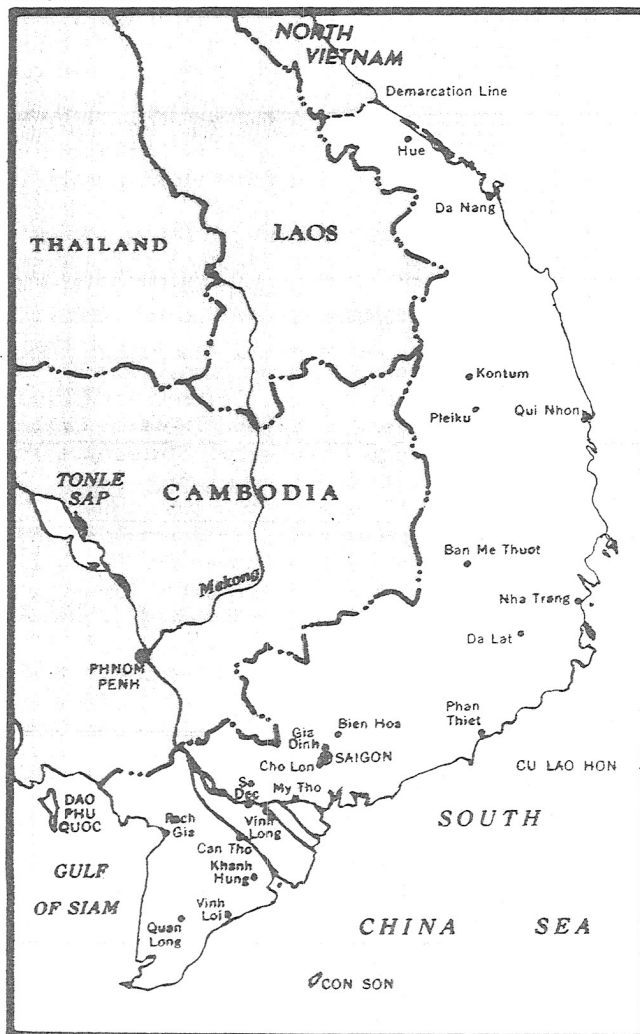 NORTH
VIETNAM
Demarcation Line
Hue
Da Nang
THAILAND
LAOS
Kontum
Pleiku
Qui Nhon
TONLE
SAP
CAMBODIA
Mekong
Ban Me Thuot
Nha Trang
Da Lat
PHNOM
PENH
Phan
Thiet
Bien Hoa
Gia
Dinh
SAIGON
Cho Lon
CU LAO HON
Sa
Dec
My Tho
DAO
PHU
QUOC
Rach
Gia
Vinh
Long
Can Tho
Khanh
Hung
SOUTH
GULF
OF SIAM
Vinh
Loi
Quan
Long
CHINA SEA
CON SON